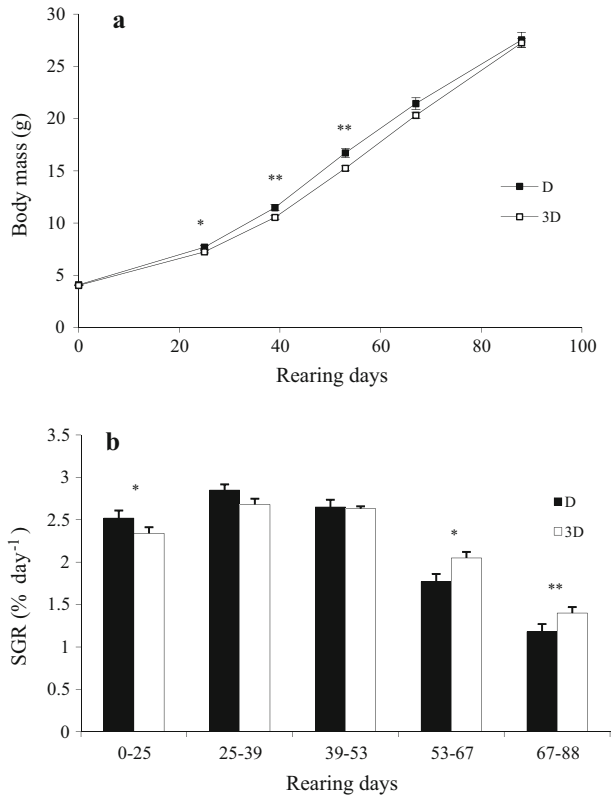 a
30
25
20
15
10
5
0
Body mass (g)
*
**
**
D
3D
0 20 40 60 80 100
Rearing days
b
3.5
3
2.5
2
1.5
1
0.5
0
SGR (% day-1)
*
*
**
D
3D
0-25 25-39 39-53 53-67 67-88
Rearing days